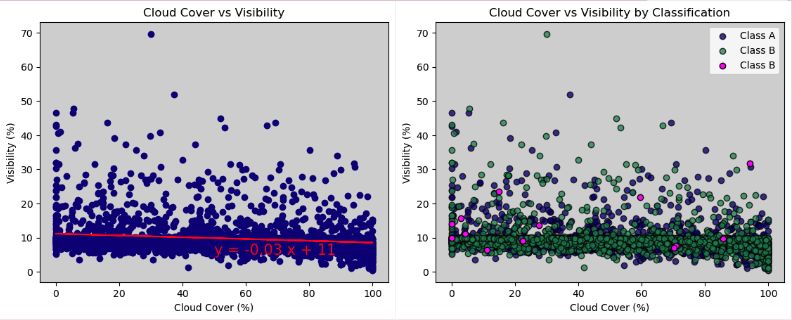 Cloud Cover vs Visibility
Visibility (%)
70
60
50
40
30
20
10
0
y = -0.03 x + 11
0 20 40 60 80 100
Cloud Cover (%)
Cloud Cover vs Visibility by Classification
Visibility (%)
70
60
50
40
30
20
10
0
Class A
Class B
Class B
0 20 40 60 80 100
Cloud Cover (%)